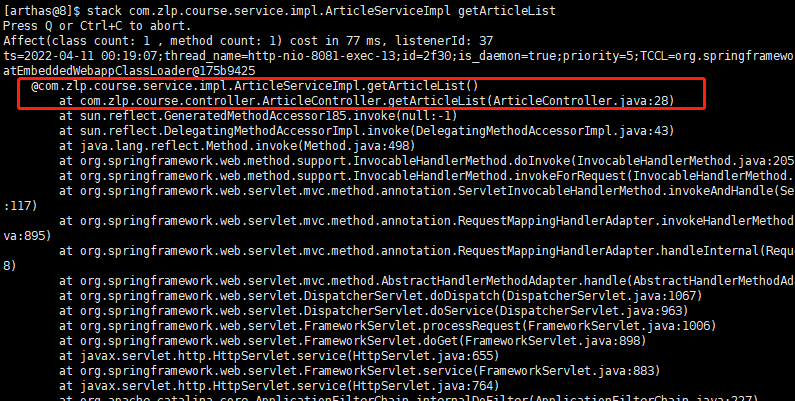 [arthas@8]$ stack com.zlp.course.service.impl.ArticleServiceImpl getArticleList
Press Q or Ctrl+C to abort.
Affect(class count: 1 , method count: 1) cost in 77 ms, listenerId: 37
ts=2022-04-11 00:19:07;thread_name=http-nio-8081-exec-13;id=2f30;is_daemon=true;priority=5;TCCL=org.springframewor
atEmbeddedWebappClassLoader@175b9425
@com.zlp.course.service.impl.ArticleServiceImpl.getArticleList()
at com.zlp.course.controller.ArticleController.getArticleList(ArticleController.java:28)
at sun.reflect.GeneratedMethodAccessor185.invoke(null:-1)
at sun.reflect.DelegatingMethodAccessorImpl.invoke(DelegatingMethodAccessorImpl.java:43)
at java.lang.reflect.Method.invoke(Method.java:498)
at org.springframework.web.method.support.InvocableHandlerMethod.doInvoke(InvocableHandlerMethod.java:205
at org.springframework.web.method.support.InvocableHandlerMethod.invokeForRequest(InvocableHandlerMethod.
at org.springframework.web.servlet.mvc.method.annotation.ServletInvocableHandlerMethod.invokeAndHandle(Se
:117)
at org.springframework.web.servlet.mvc.method.annotation.RequestMappingHandlerAdapter.invokeHandlerMethod
va:895)
at org.springframework.web.servlet.mvc.method.annotation.RequestMappingHandlerAdapter.handleInternal(Requ
8)
at org.springframework.web.servlet.mvc.method.AbstractHandlerMethodAdapter.handle(AbstractHandlerMethodAd
at org.springframework.web.servlet.DispatcherServlet.doDispatch(DispatcherServlet.java:1067)
at org.springframework.web.servlet.DispatcherServlet.doService(DispatcherServlet.java:963)
at org.springframework.web.servlet.FrameworkServlet.processRequest(FrameworkServlet.java:1006)
at org.springframework.web.servlet.FrameworkServlet.doGet(FrameworkServlet.java:898)
at javax.servlet.http.HttpServlet.service(HttpServlet.java:655)
at org.springframework.web.servlet.FrameworkServlet.service(FrameworkServlet.java:883)
at javax.servlet.http.HttpServlet.service(HttpServlet.java:764)
at org.apache.catalina.core.ApplicationFilterChain.internalDoFilter(ApplicationFilterChain.java:227)